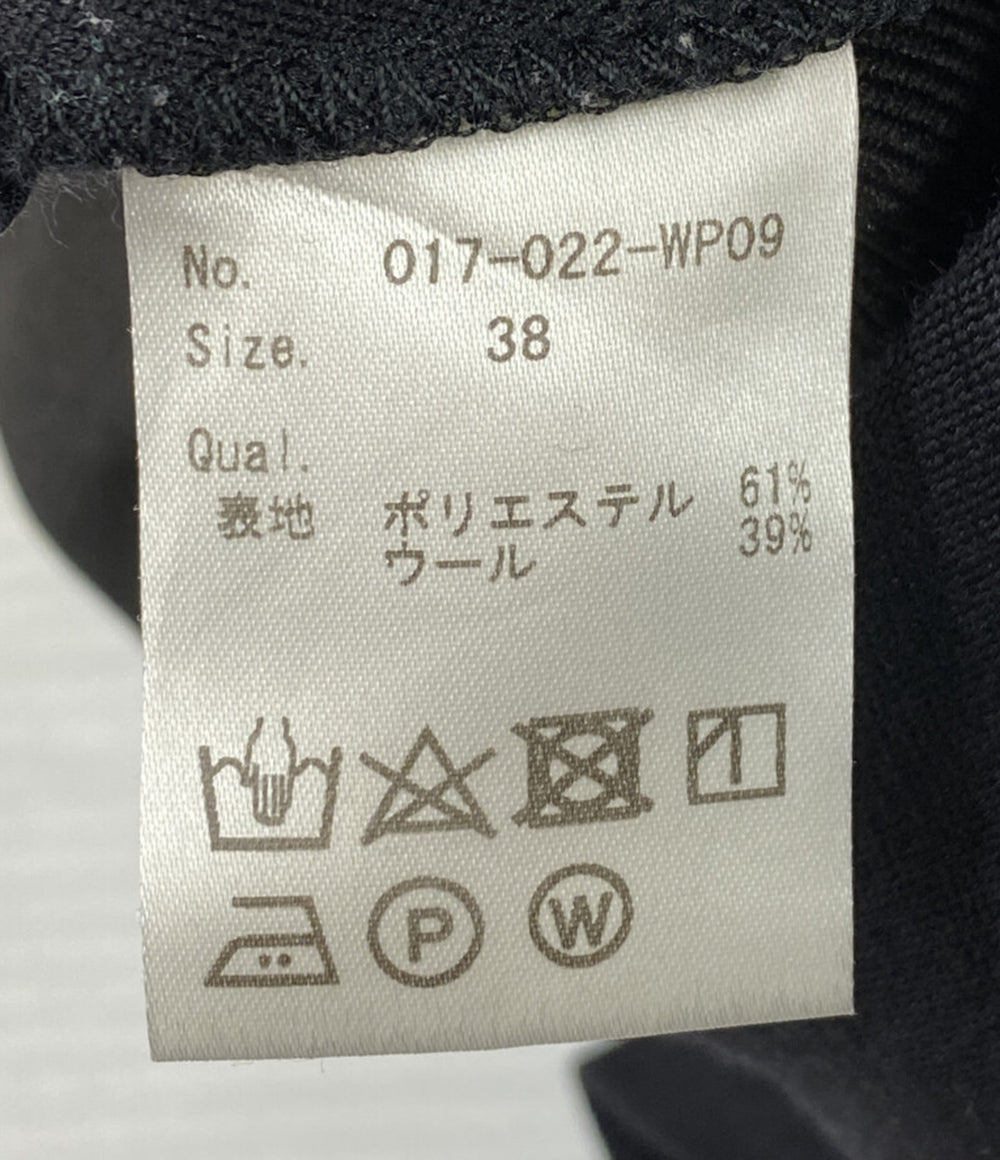 No. 017-022-WP09
Size. 38
Qual.
表地 ポリエステル 61%
ウール 39%
P W